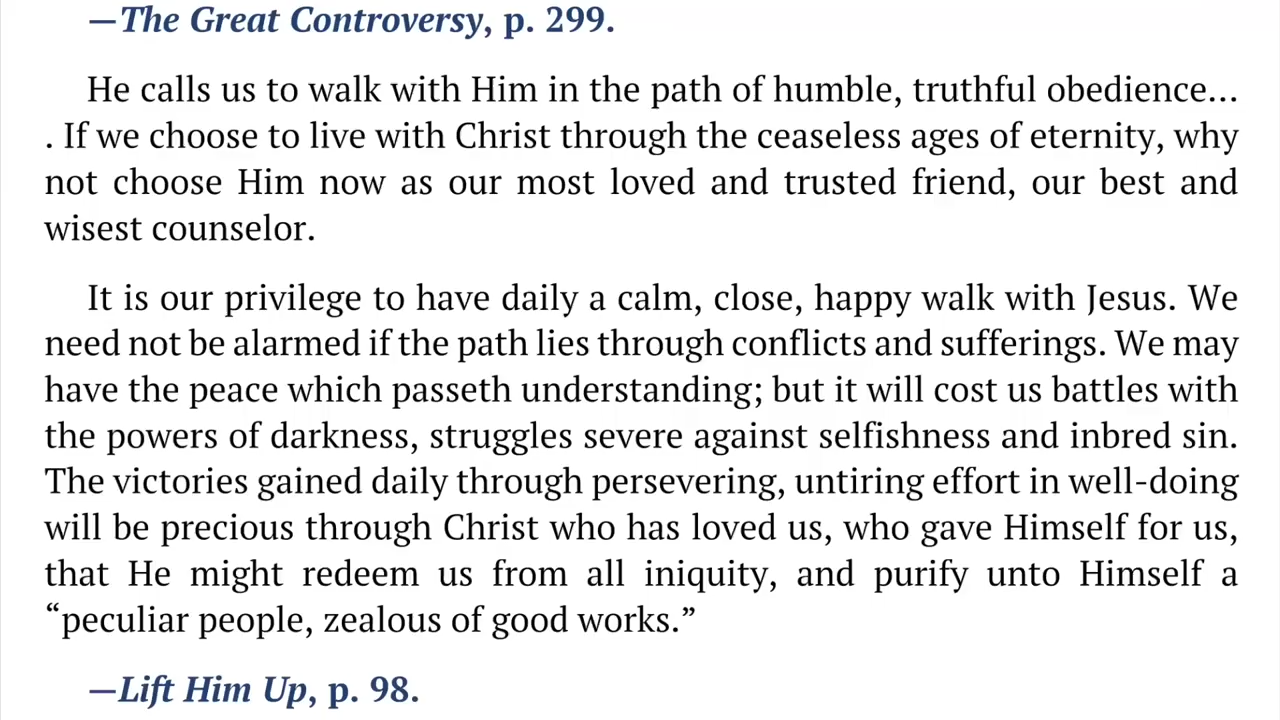 —The Great Controversy, p. 299.
He calls us to walk with Him in the path of humble, truthful obedience...
. If we choose to live with Christ through the ceaseless ages of eternity, why
not choose Him now as our most loved and trusted friend, our best and
wisest counselor.
It is our privilege to have daily a calm, close, happy walk with Jesus. We
need not be alarmed if the path lies through conflicts and sufferings. We may
have the peace which passeth understanding; but it will cost us battles with
the powers of darkness, struggles severe against selfishness and inbred sin.
The victories gained daily through persevering, untiring effort in well-doing
will be precious through Christ who has loved us, who gave Himself for us,
that He might redeem us from all iniquity, and purify unto Himself a
“peculiar people, zealous of good works.”
—Lift Him Up, p. 98.